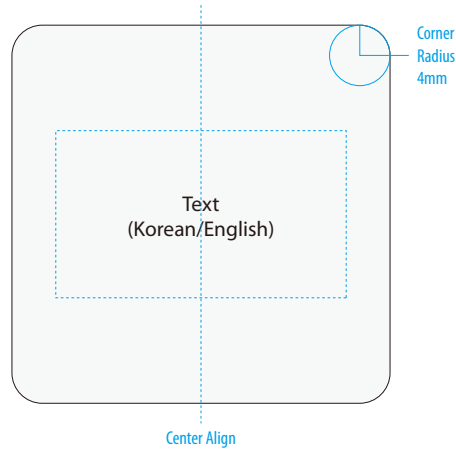 Corner
Radius
4mm
Text
(Korean/English)
Center Align